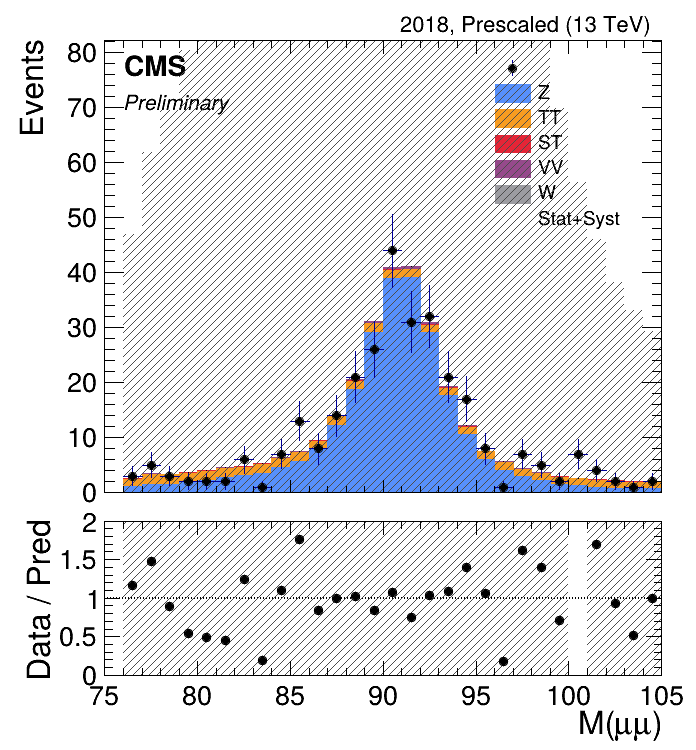 2018, Prescaled (13 TeV)
CMS
Preliminary
Z
TT
ST
VV
W
Stat+Syst
Events
80
70
60
50
40
30
20
10
0
Data / Pred
2
1.5
1
0.5
0
75 80 85 90 95 100 105
M(μμ)